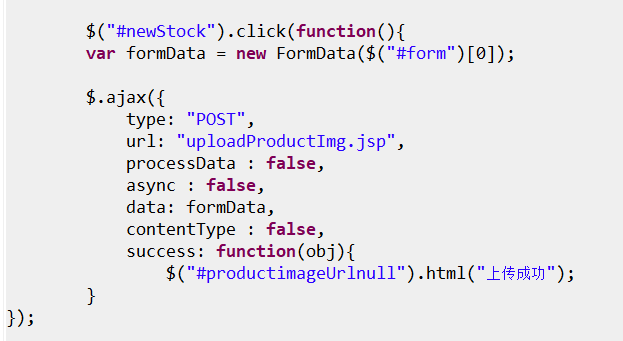 $("#newStock").click(function(){
var formData = new FormData($("#form")[0]);
$.ajax({
type: "POST",
url: "uploadProductImg.jsp",
processData : false,
async : false,
data: formData,
contentType : false,
success: function(obj){
$("#productimageUrlnull").html("上传成功");
}
});